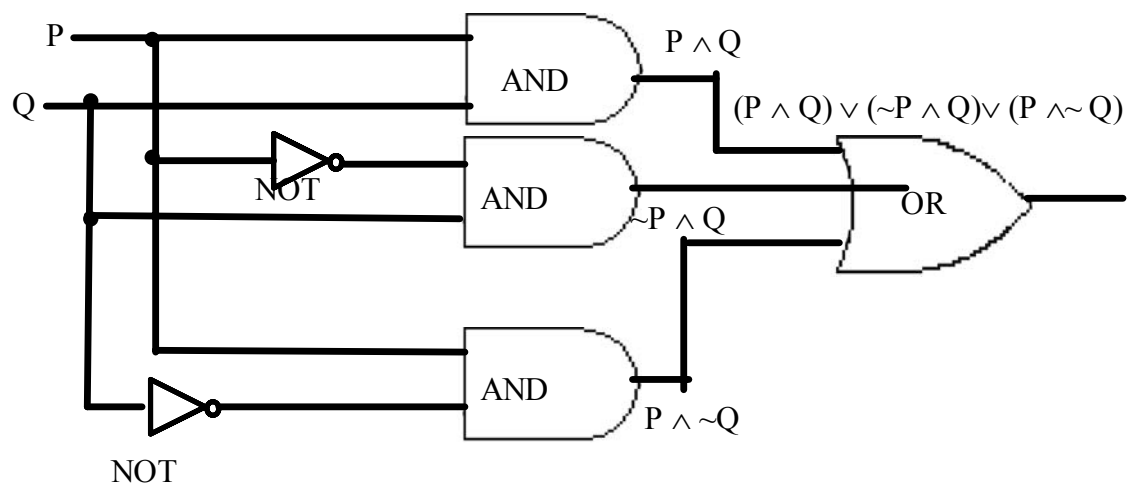 P
P ∧ Q
AND
Q
(P ∧ Q) ∨ (~P ∧ Q)∨ (P ∧~ Q)
NOT
AND
OR
~P ∧ Q
AND
P ∧ ~Q
NOT